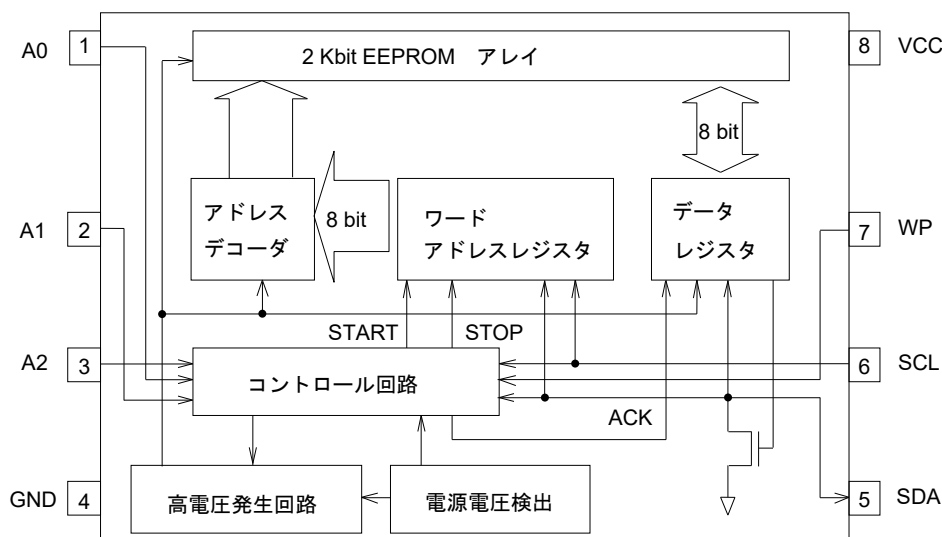 A0
1
2 Kbit EEPROM アレイ
8
VCC
8 bit
A1
2
アドレス
デコーダ
8 bit
ワード
アドレスレジスタ
データ
レジスタ
7
WP
START
STOP
A2
3
コントロール回路
6
SCL
ACK
GND
4
高電圧発生回路
電源電圧検出
5
SDA